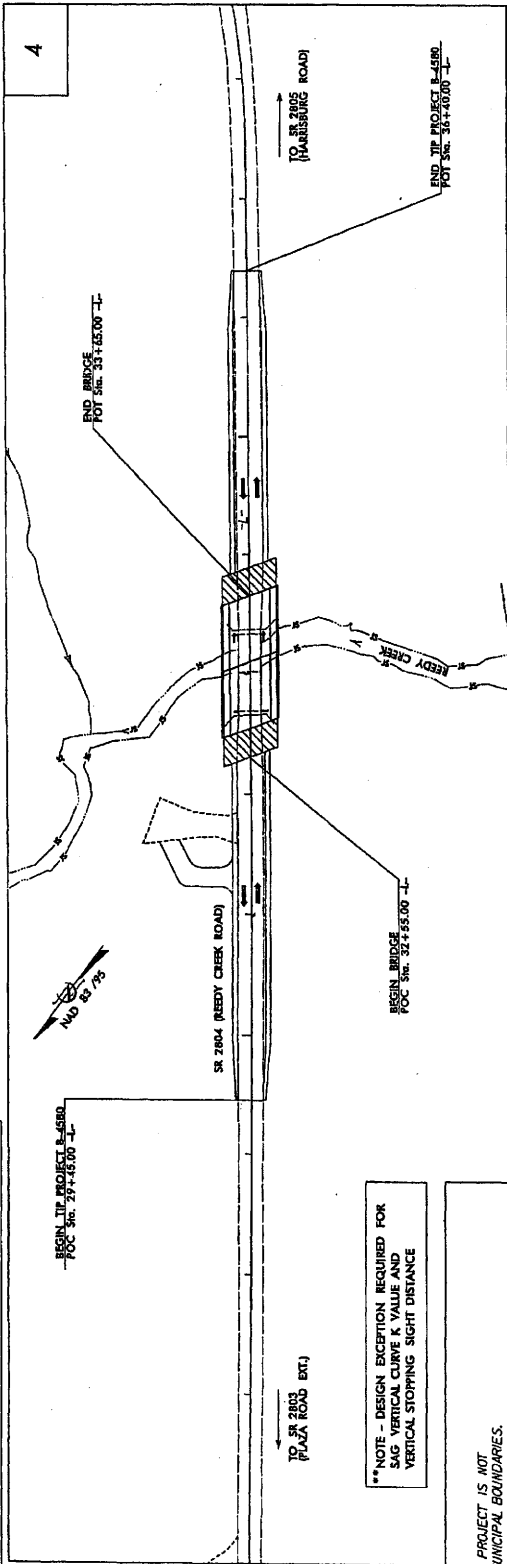 4
BEGIN TIP PROJECT B-4580
POC Sta. 29+45.00 -L-
END BRIDGE
POT Sta. 33+65.00 -L-
NAD 83 /95
SR 2804 (REEDY CREEK ROAD)
TO SR 2803
(PLAZA ROAD EXT.)
TO SR 2805
(HARRISBURG ROAD)
-L-
REEDY CREEK
BEGIN BRIDGE
POC Sta. 32+55.00 -L-
END TIP PROJECT B-4580
POT Sta. 36+40.00 -L-
**NOTE - DESIGN EXCEPTION REQUIRED FOR
SAG VERTICAL CURVE K VALUE AND
VERTICAL STOPPING SIGHT DISTANCE
PROJECT IS NOT
UNICIPAL BOUNDARIES.